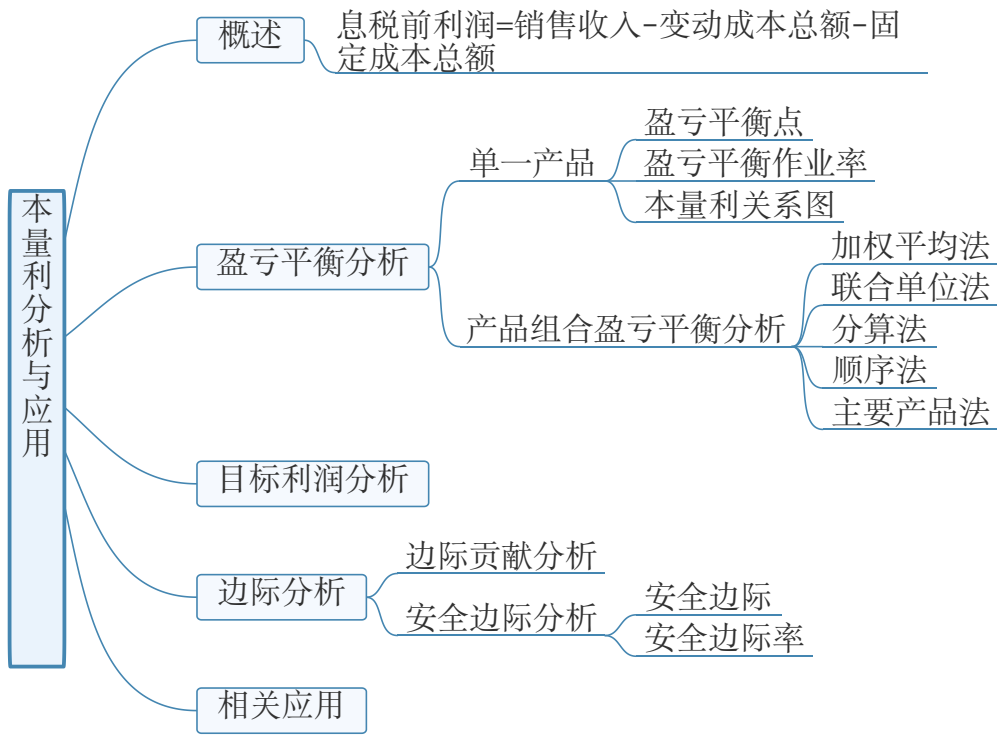 本量利分析与应用
概述
息税前利润=销售收入-变动成本总额-固
定成本总额
盈亏平衡分析
单一产品
盈亏平衡点
盈亏平衡作业率
本量利关系图
产品组合盈亏平衡分析
加权平均法
联合单位法
分算法
顺序法
主要产品法
目标利润分析
边际分析
边际贡献分析
安全边际分析
安全边际
安全边际率
相关应用